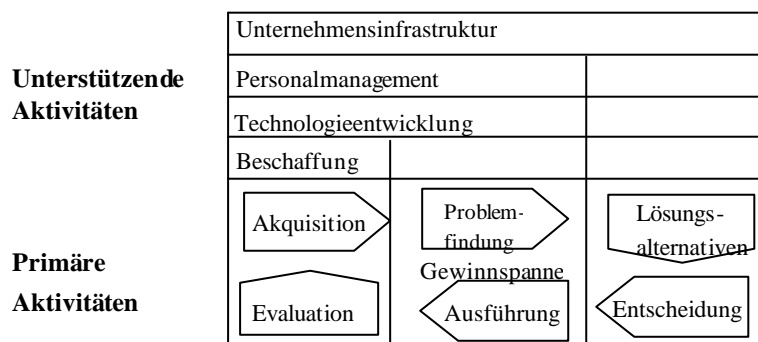 Unternehmensinfrastruktur
Unterstützende
Aktivitäten
Personalmanagement
Technologieentwicklung
Beschaffung
Primäre
Aktivitäten
Akquisition
Problem-
findung
Lösungs-
alternativen
Gewinnspanne
Evaluation
Ausführung
Entscheidung